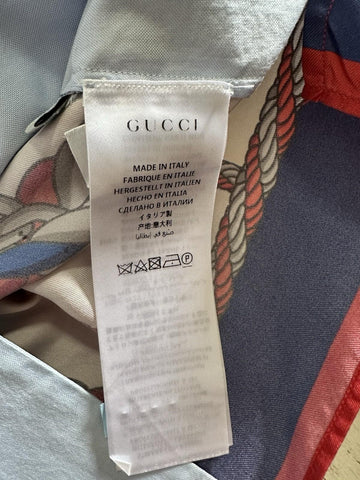 GUCCI
MADE IN ITALY
FABRIQUE EN ITALIE
HERGESTELLT IN ITALIEN
HECHO EN ITALIA
СДЕЛАНО В ИТАЛИИ
イタリア製
产地:意大利
صنع في إيطاليا
P